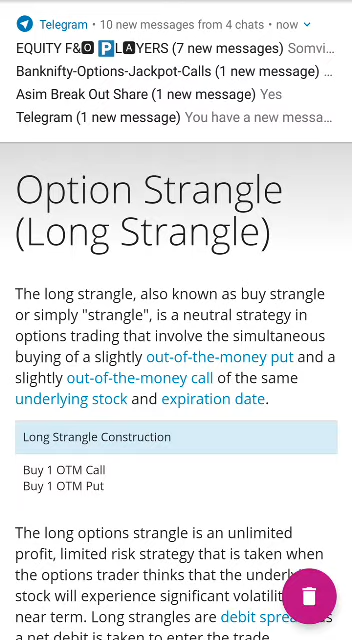 Telegram • 10 new messages from 4 chats • now
EQUITY F&🅾 🅿L🅰YERS (7 new messages) Somvi...
Banknifty-Options-Jackpot-Calls (1 new message) ...
Asim Break Out Share (1 new message) Yes
Telegram (1 new message) You have a new messa...
Option Strangle
(Long Strangle)
The long strangle, also known as buy strangle
or simply "strangle", is a neutral strategy in
options trading that involve the simultaneous
buying of a slightly out-of-the-money put and a
slightly out-of-the-money call of the same
underlying stock and expiration date.
Long Strangle Construction
Buy 1 OTM Call
Buy 1 OTM Put
The long options strangle is an unlimited
profit, limited risk strategy that is taken when
the options trader thinks that the
stock will experience significant
near term. Long strangles are debit
a net debit is taken to enter the trade